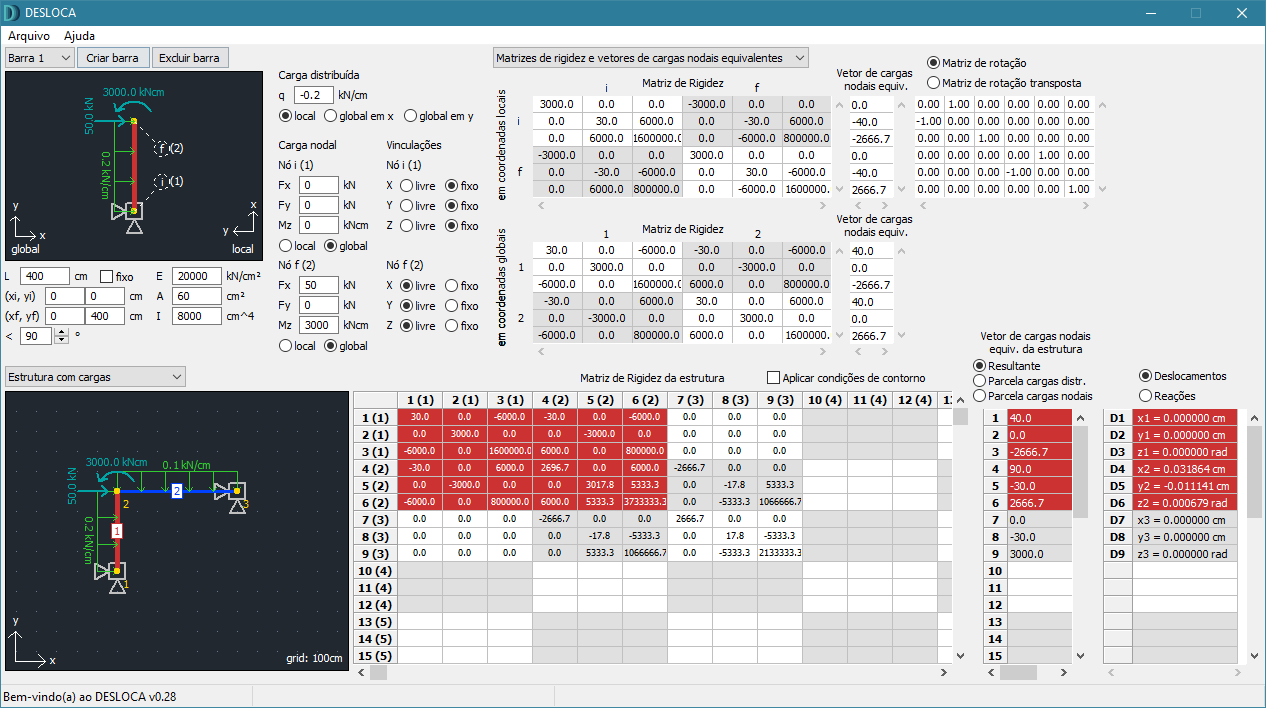 DESLOCA
Arquivo Ajuda
Barra 1 Criar barra Excluir barra
3000.0 kNcm
50.0 kN
f (2)
0.2 kN/cm
i (1)
y x
x y
global local
L 400 cm fixo E 20000 kN/cm²
(xi, yi) 0 0 cm A 60 cm²
(xf, yf) 0 400 cm I 8000 cm^4
< 90 °
Carga distribuída
q -0.2 kN/cm
local global em x global em y
Carga nodal Vinculações
Nó i (1) Nó i (1)
Fx 0 kN X livre fixo
Fy 0 kN Y livre fixo
Mz 0 kNcm Z livre fixo
local global
Nó f (2) Nó f (2)
Fx 50 kN X livre fixo
Fy 0 kN Y livre fixo
Mz 3000 kNcm Z livre fixo
local global
Matrizes de rigidez e vetores de cargas nodais equivalentes
em coordenadas locais
i Matriz de Rigidez f
3000.0 0.0 0.0 -3000.0 0.0 0.0
i 0.0 30.0 6000.0 0.0 -30.0 6000.0
0.0 6000.0 1600000.( 0.0 -6000.0 800000.(
-3000.0 0.0 0.0 3000.0 0.0 0.0
f 0.0 -30.0 -6000.0 0.0 30.0 -6000.0
0.0 6000.0 800000.0 0.0 -6000.0 1600000.
Vetor de cargas
nodais equiv.
0.0
-40.0
-2666.7
0.0
-40.0
2666.7
Matriz de rotação
Matriz de rotação transposta
0.00 1.00 0.00 0.00 0.00 0.00
-1.00 0.00 0.00 0.00 0.00 0.00
0.00 0.00 1.00 0.00 0.00 0.00
0.00 0.00 0.00 0.00 1.00 0.00
0.00 0.00 0.00 -1.00 0.00 0.00
0.00 0.00 0.00 0.00 0.00 1.00
em coordenadas globais
1 Matriz de Rigidez 2
30.0 0.0 -6000.0 -30.0 0.0 -6000.0
1 0.0 3000.0 0.0 0.0 -3000.0 0.0
-6000.0 0.0 1600000.( 6000.0 0.0 800000.(
-30.0 0.0 6000.0 30.0 0.0 6000.0
2 0.0 -3000.0 0.0 0.0 3000.0 0.0
-6000.0 0.0 800000.0 6000.0 0.0 1600000.
Vetor de cargas
nodais equiv.
40.0
0.0
-2666.7
40.0
0.0
2666.7
Estrutura com cargas
3000.0 kNcm 0.1 kN/cm
50.0 kN
2
2
3
0.2 kN/cm
1
1
y
x
grid: 100cm
Matriz de Rigidez da estrutura Aplicar condições de contorno
1 (1) 2 (1) 3 (1) 4 (2) 5 (2) 6 (2) 7 (3) 8 (3) 9 (3) 10 (4) 11 (4) 12 (4)
1 (1) 30.0 0.0 -6000.0 -30.0 0.0 -6000.0 0.0 0.0 0.0
2 (1) 0.0 3000.0 0.0 0.0 -3000.0 0.0 0.0 0.0 0.0
3 (1) -6000.0 0.0 1600000.( 6000.0 0.0 800000.0 0.0 0.0 0.0
4 (2) -30.0 0.0 6000.0 2696.7 0.0 6000.0 -2666.7 0.0 0.0
5 (2) 0.0 -3000.0 0.0 0.0 3017.8 5333.3 0.0 -17.8 5333.3
6 (2) -6000.0 0.0 800000.0 6000.0 5333.3 3733333.3 0.0 -5333.3 1066666.7
7 (3) 0.0 0.0 0.0 -2666.7 0.0 0.0 2666.7 0.0 0.0
8 (3) 0.0 0.0 0.0 0.0 -17.8 -5333.3 0.0 17.8 -5333.3
9 (3) 0.0 0.0 0.0 0.0 5333.3 1066666.7 0.0 -5333.3 2133333.3
10 (4)
11 (4)
12 (4)
13 (5)
14 (5)
15 (5)
Vetor de cargas nodais
equiv. da estrutura
Resultante
Parcela cargas distr.
Parcela cargas nodais
1 40.0
2 0.0
3 -2666.7
4 90.0
5 -30.0
6 2666.7
7 0.0
8 -30.0
9 3000.0
10
11
12
13
14
15
Deslocamentos
Reações
D1 x1 = 0.000000 cm
D2 y1 = 0.000000 cm
D3 z1 = 0.000000 rad
D4 x2 = 0.031864 cm
D5 y2 = -0.011141 cm
D6 z2 = 0.000679 rad
D7 x3 = 0.000000 cm
D8 y3 = 0.000000 cm
D9 z3 = 0.000000 rad
Bem-vindo(a) ao DESLOCA v0.28